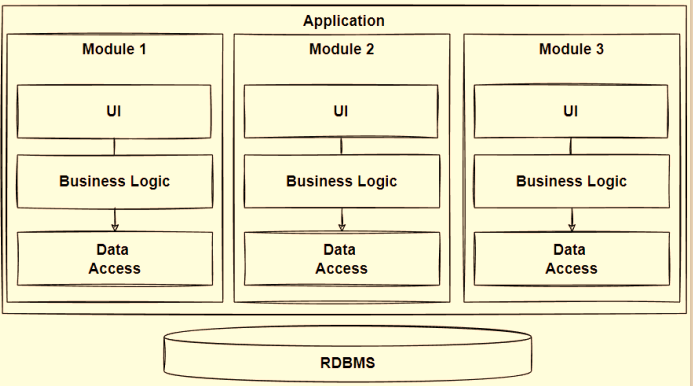 Application
Module 1
Module 2
Module 3
UI
UI
UI
Business Logic
Business Logic
Business Logic
Data
Access
Data
Access
Data
Access
RDBMS